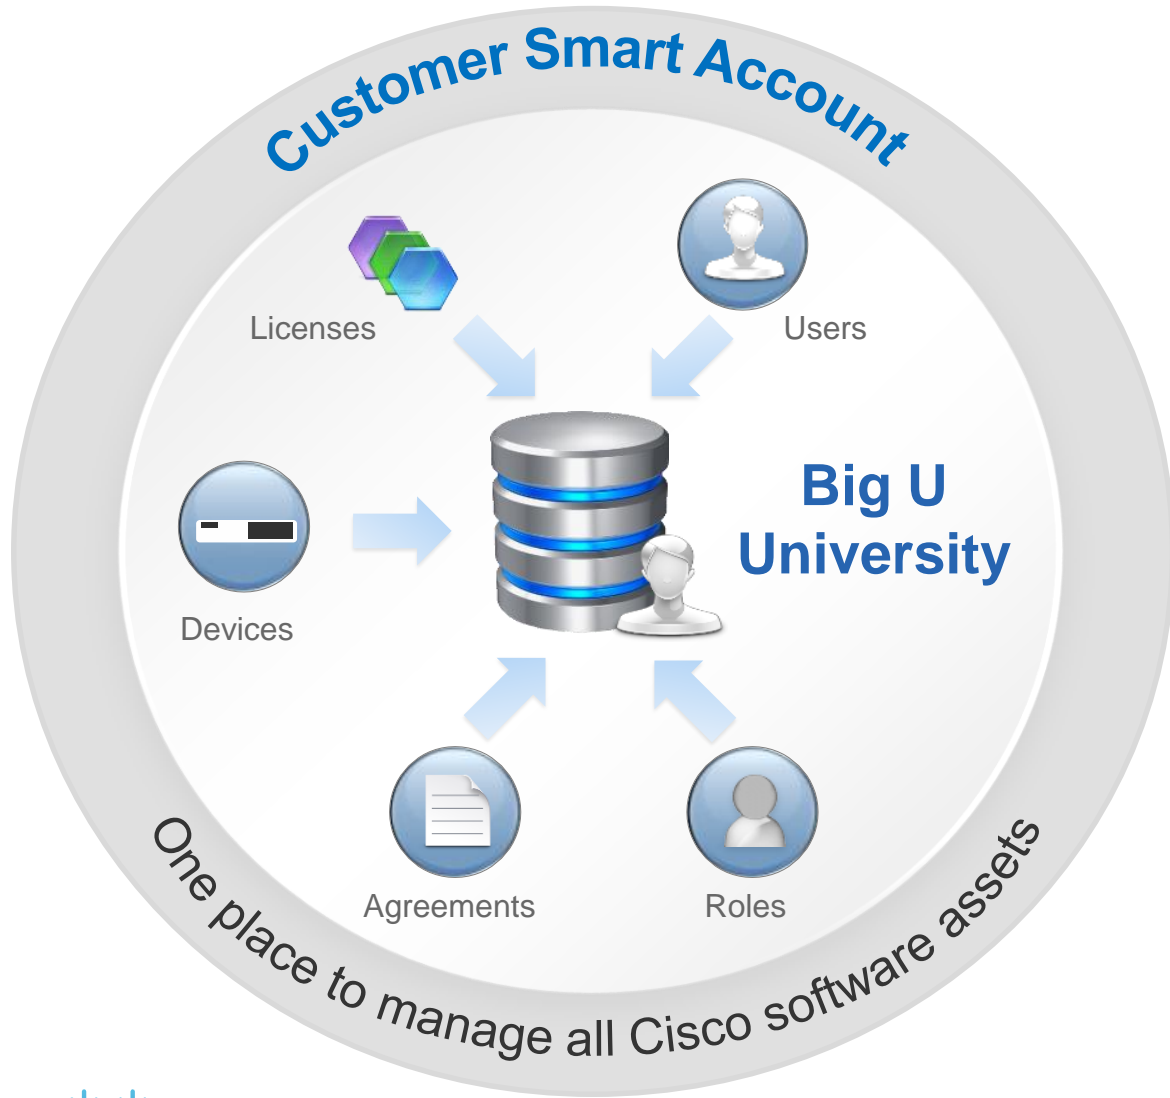 Customer Smart Account
Licenses
Users
Big U
University
Devices
Agreements
Roles
One place to manage all Cisco software assets